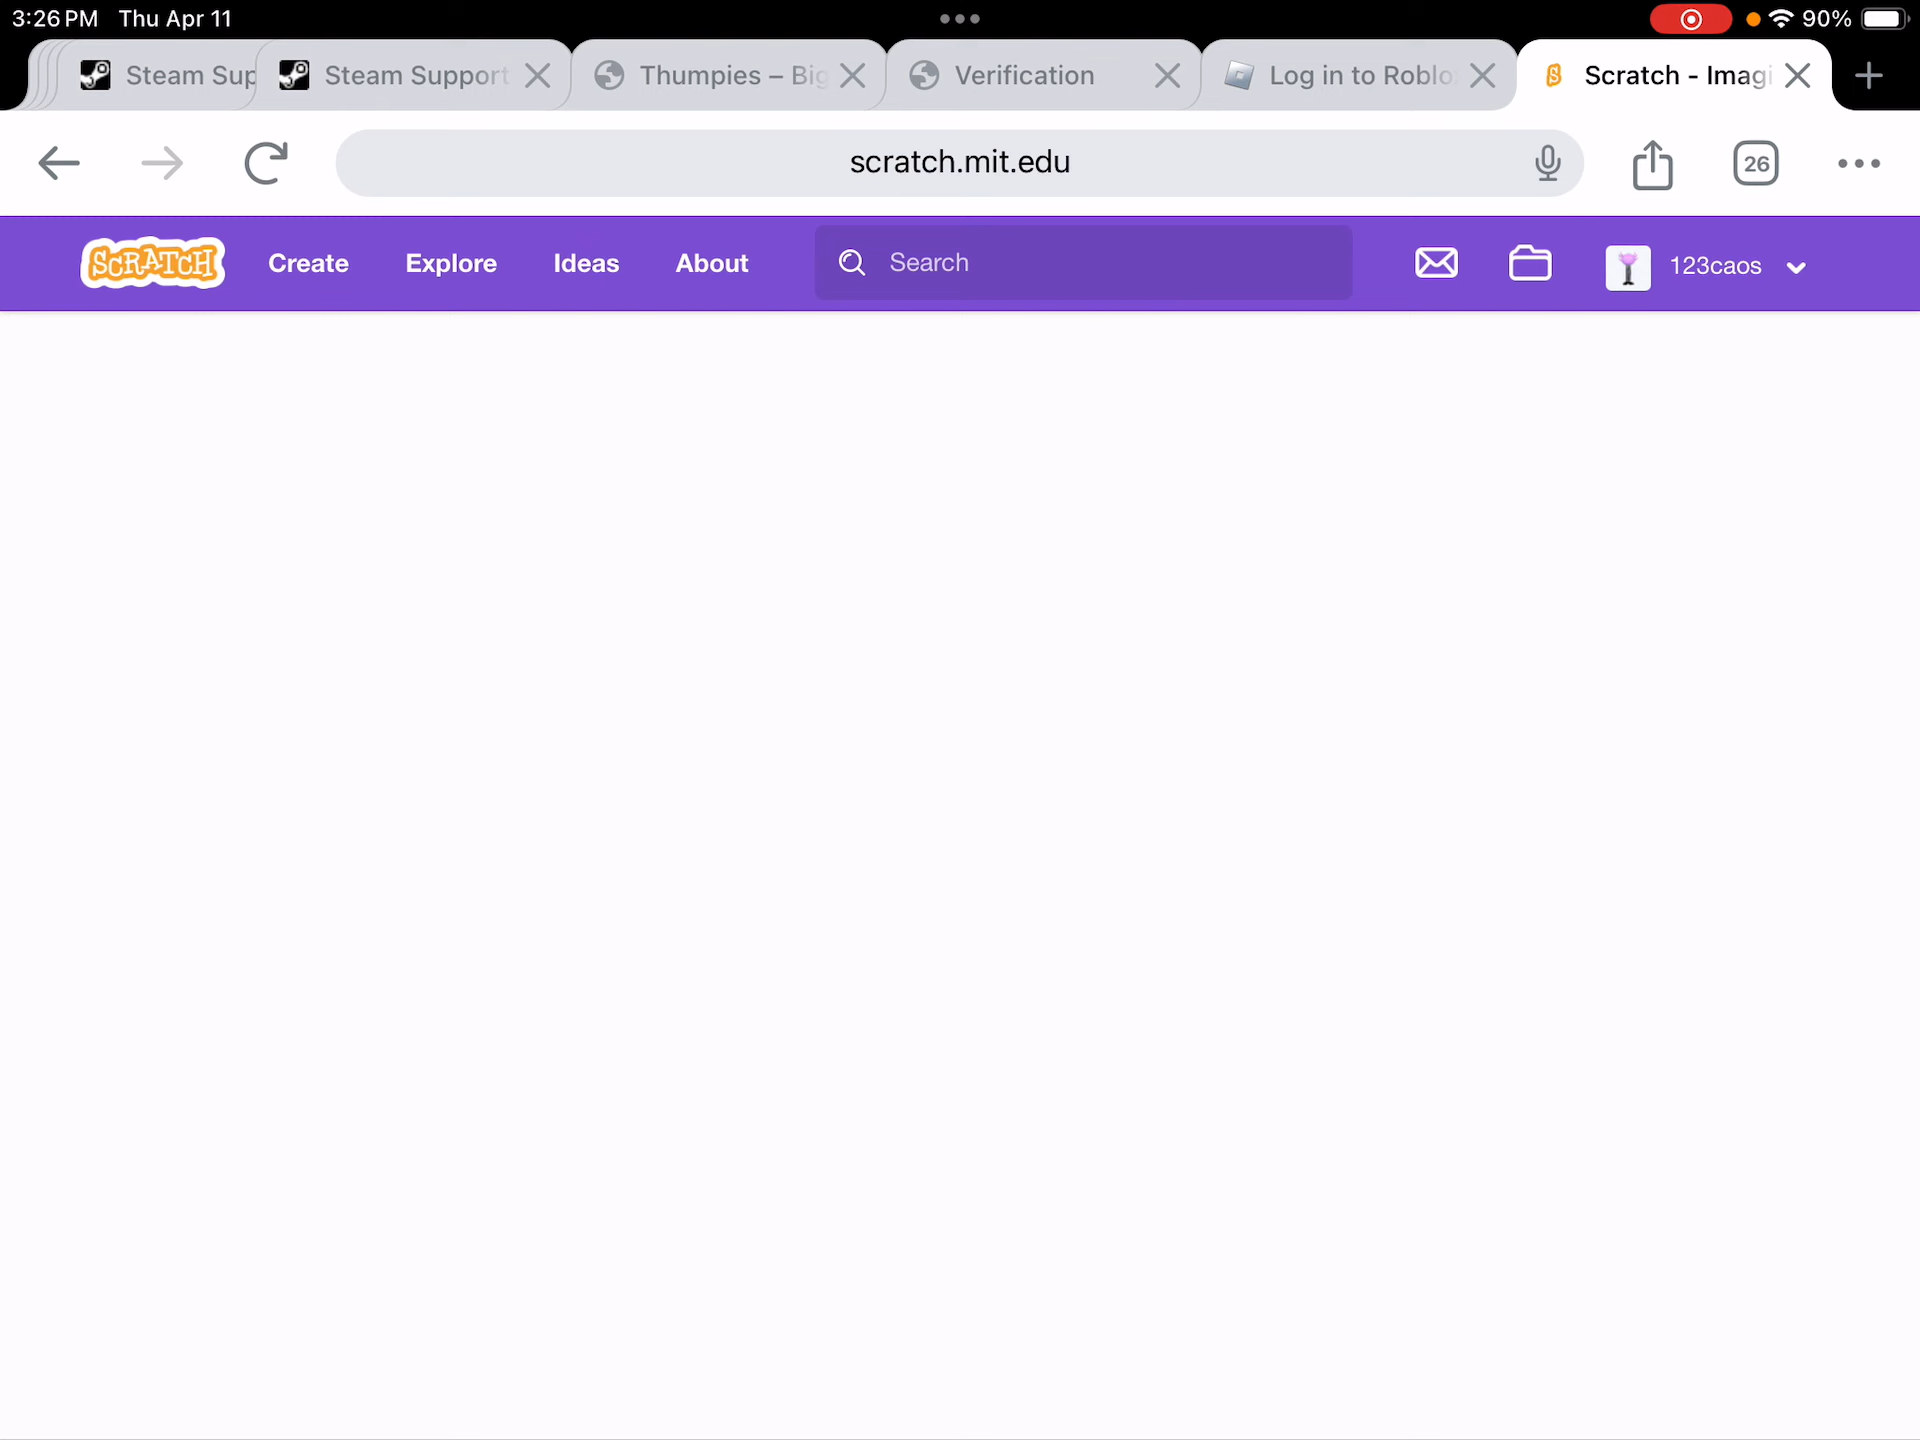 3:26 PM Thu Apr 11
90%
Steam Sup
Steam Support
Thumpies – Big
Verification
Log in to Roblo
Scratch - Imagi
scratch.mit.edu
26
SCRATCH
Create
Explore
Ideas
About
Search
123caos